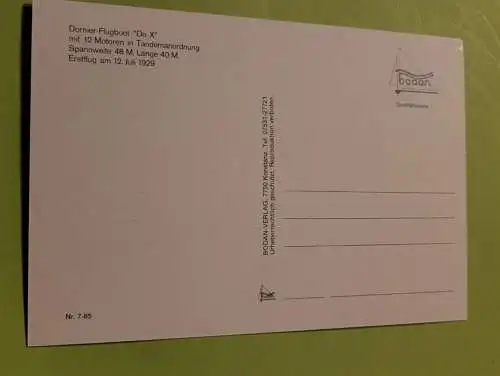 Dornier-Flugboot "Do X"
mit 12 Motoren in Tandemanordnung
Spannweite 48 M. Länge 40 M.
Erstflug am 12. Juli 1929
bodan
BODAN-VERLAG, 7750 Konstanz, Tel. 07531-27721
Urheberrechtlich geschützt. Reproduktion verboten.
Nr. 7-85